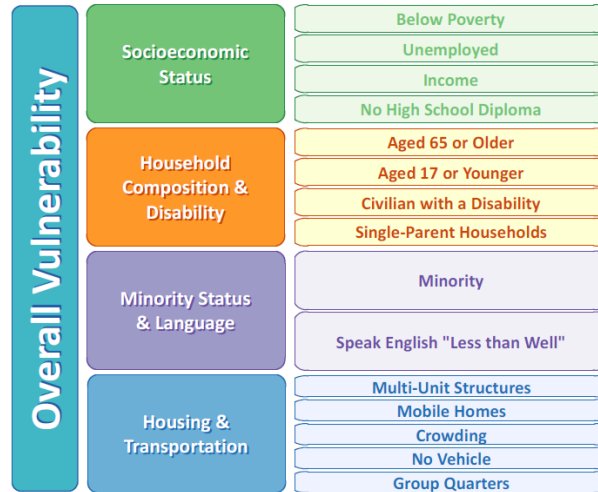 Overall Vulnerability
Socioeconomic
Status
Below Poverty
Unemployed
Income
No High School Diploma
Household
Composition &
Disability
Aged 65 or Older
Aged 17 or Younger
Civilian with a Disability
Single-Parent Households
Minority Status
& Language
Minority
Speak English "Less than Well"
Housing &
Transportation
Multi-Unit Structures
Mobile Homes
Crowding
No Vehicle
Group Quarters